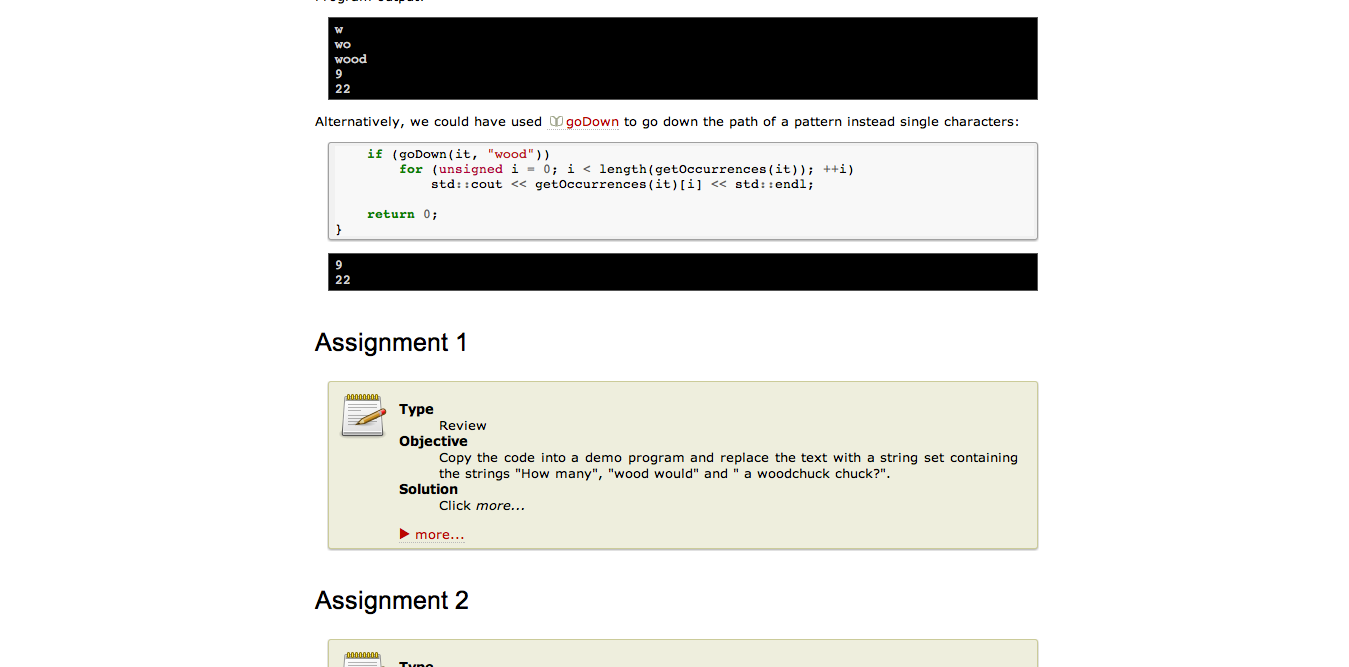 w
wo
wood
9
22
Alternatively, we could have used goDown to go down the path of a pattern instead single characters:
if (goDown(it, "wood"))
for (unsigned i = 0; i < length(getOccurrences(it)); ++i)
std::cout << getOccurrences(it)[i] << std::endl;
return 0;
}
9
22
Assignment 1
Type
Review
Objective
Copy the code into a demo program and replace the text with a string set containing
the strings "How many", "wood would" and " a woodchuck chuck?".
Solution
Click more...
more...
Assignment 2
Type